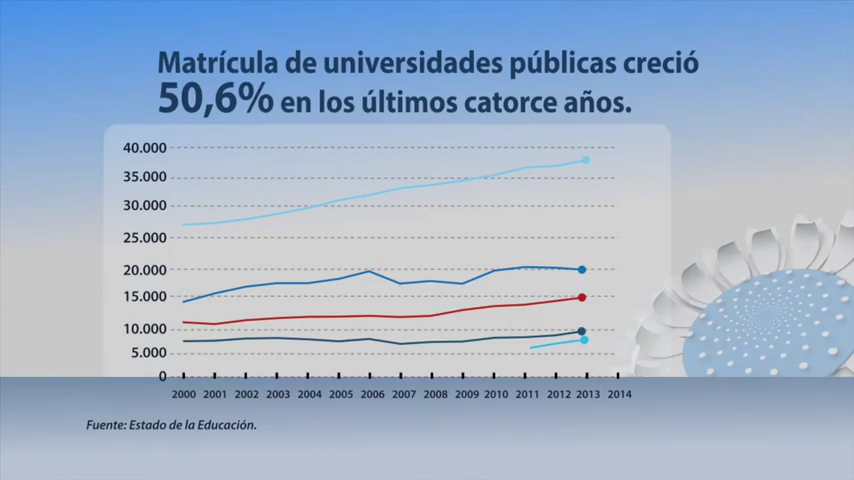 Matrícula de universidades públicas creció
50,6% en los últimos catorce años.
40.000
35.000
30.000
25.000
20.000
15.000
10.000
5.000
0
2000 2001 2002 2003 2004 2005 2006 2007 2008 2009 2010 2011 2012 2013 2014
Fuente: Estado de la Educación.